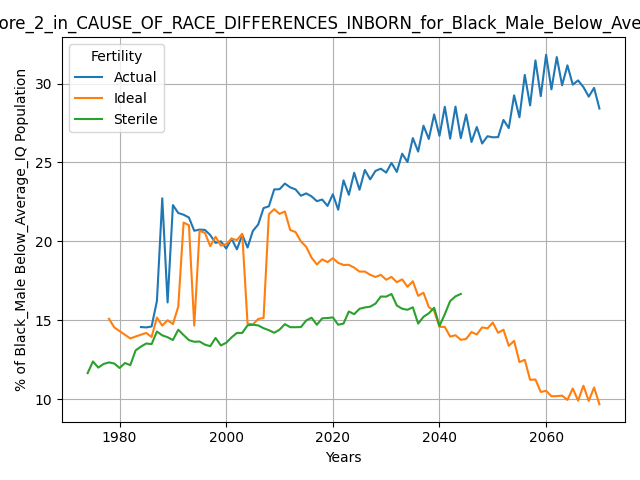 ore_2_in_CAUSE_OF_RACE_DIFFERENCES_INBORN_for_Black_Male_Below_Ave
Fertility
Actual
Ideal
Sterile
% of Black_Male Below_Average_IQ Population
30
25
20
15
10
1980
2000
2020
2040
2060
Years